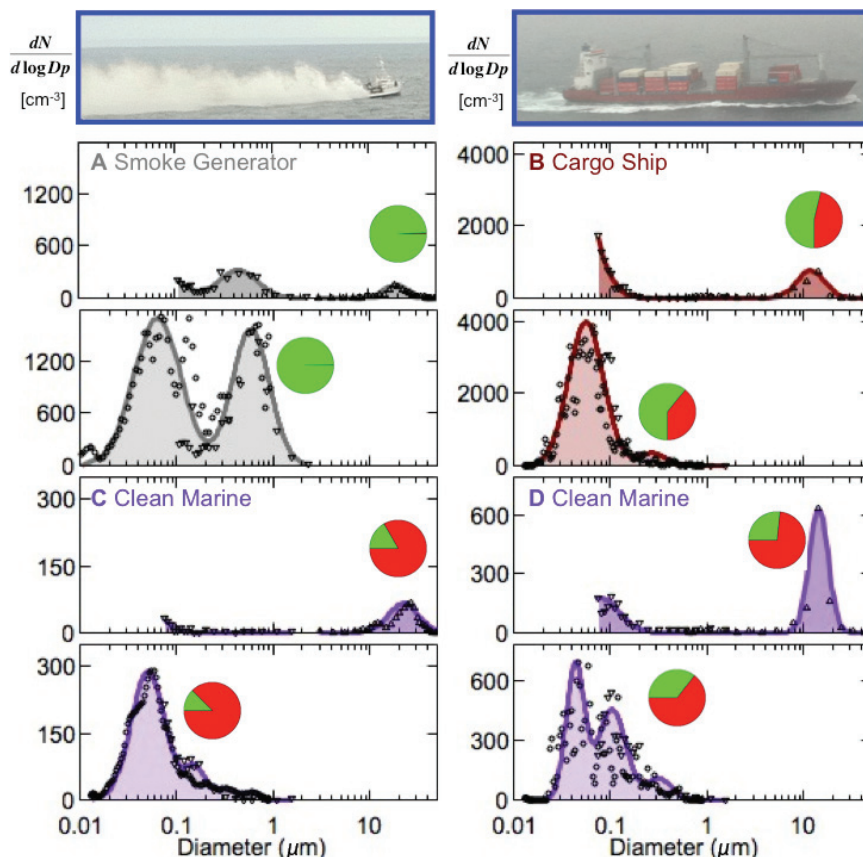 dN
d log Dp
[cm-3]
dN
d log Dp
[cm-3]
A Smoke Generator
1200
600
0
B Cargo Ship
4000
2000
0
1200
600
0
4000
2000
0
C Clean Marine
300
150
0
D Clean Marine
600
300
0
300
150
0
600
300
0
0.01 0.1 1 10
Diameter (μm)
0.01 0.1 1 10
Diameter (μm)